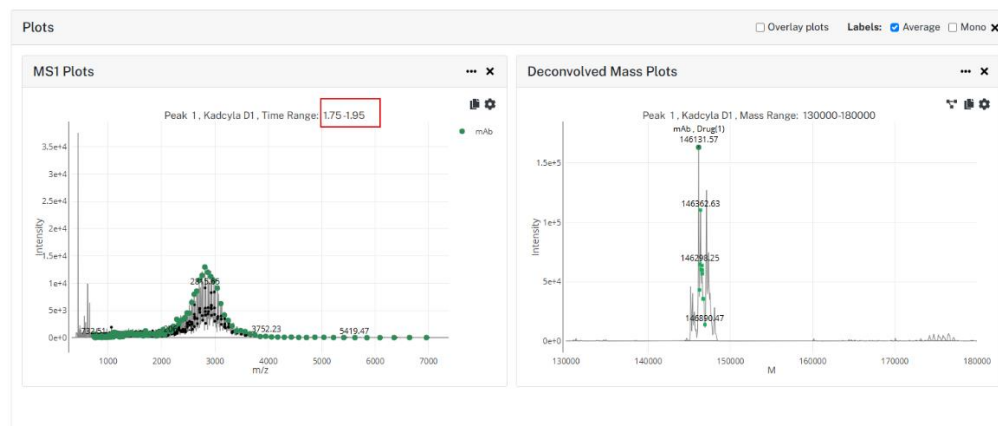 Plots
Overlay plots Labels: Average Mono
MS1 Plots
Peak 1, Kadcyla D1, Time Range: 1.75-1.95
mAb
3.5e+4
3e+4
2.5e+4
2e+4
1.5e+4
1e+4
5e+3
0e+0
Intensity
3752.23
5419.47
1000 2000 3000 4000 5000 6000 7000
m/z
Deconvolved Mass Plots
Peak 1, Kadcyla D1, Mass Range: 130000-180000
mAb, Drug(1)
146131.57
146362.63
146298.25
146890.47
1.5e+5
1e+5
5e+4
0e+0
Intensity
130000 140000 150000 160000 170000 180000
M